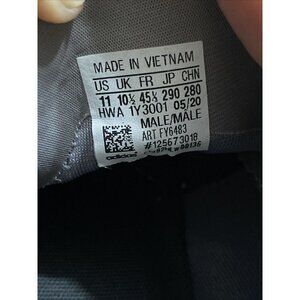 MADE IN VIETNAM
US UK FR JP CHN
11 10½ 45⅓ 290 280
HWA 1Y3001 05/20
MALE/MALE
ART FY6483
#125673018
adidas